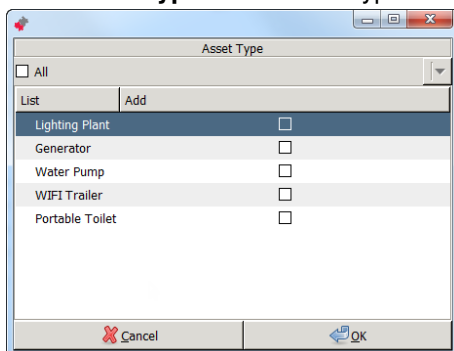 Asset Type
All
List Add
Lighting Plant
Generator
Water Pump
WIFI Trailer
Portable Toilet
Cancel OK